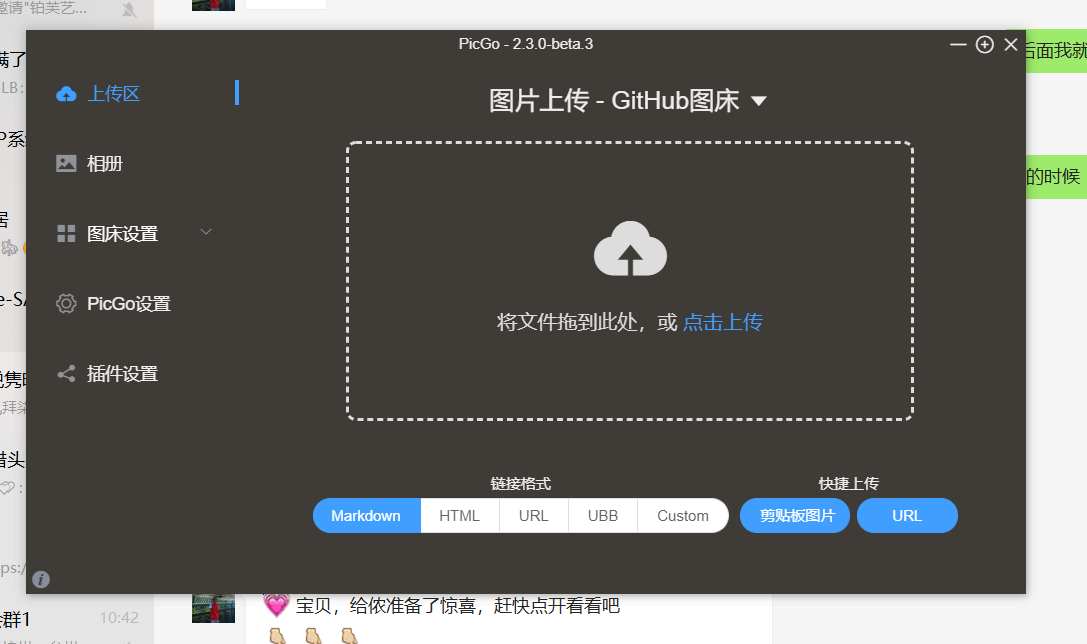 邀请"铂芙艺...
PicGo - 2.3.0-beta.3
后面我就
满了
LB:
上传区
图片上传 - GitHub图床
P系
相册
的时候
居
图床设置
e-SA
PicGo设置
将文件拖到此处，或 点击上传
插件设置
拜
猎头
链接格式
快捷上传
Markdown
HTML
URL
UBB
Custom
剪贴板图片
URL
ps:/
宝贝，给侬准备了惊喜，赶快点开看看吧
群1
10:42